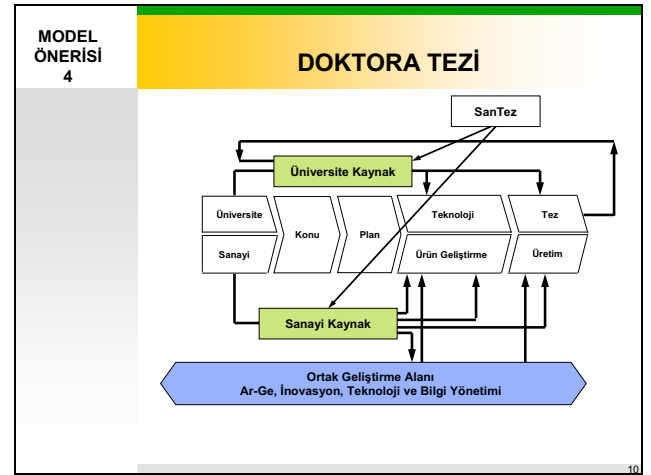 MODEL
ÖNERİSİ
4
DOKTORA TEZİ
SanTez
Üniversite Kaynak
Üniversite
Sanayi
Konu
Plan
Teknoloji
Ürün Geliştirme
Tez
Üretim
Sanayi Kaynak
Ortak Geliştirme Alanı
Ar-Ge, İnovasyon, Teknoloji ve Bilgi Yönetimi
10